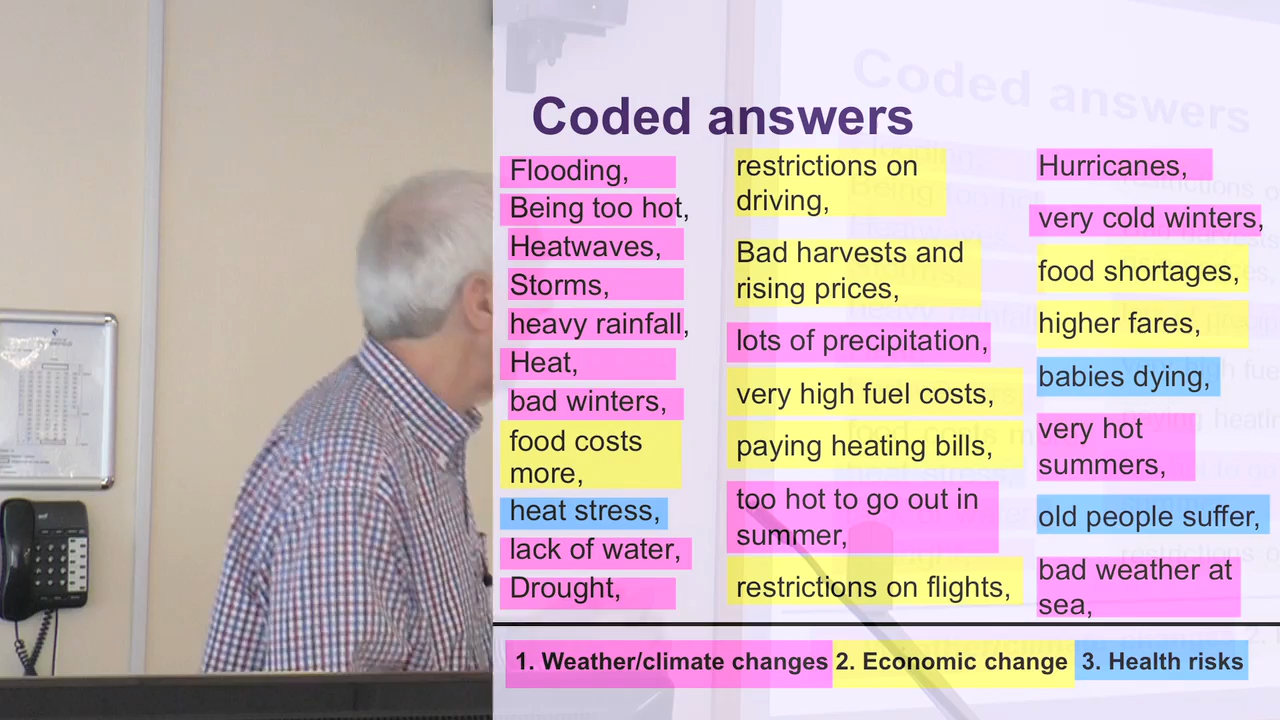 Coded answers
Flooding,
Being too hot,
Heatwaves,
Storms,
heavy rainfall,
Heat,
bad winters,
food costs
more,
heat stress,
lack of water,
Drought,
restrictions on
driving,
Bad harvests and
rising prices,
lots of precipitation,
very high fuel costs,
paying heating bills,
too hot to go out in
summer,
restrictions on flights,
Hurricanes,
very cold winters,
food shortages,
higher fares,
babies dying,
very hot
summers,
old people suffer,
bad weather at
sea,
1. Weather/climate changes 2. Economic change 3. Health risks
Coded answers